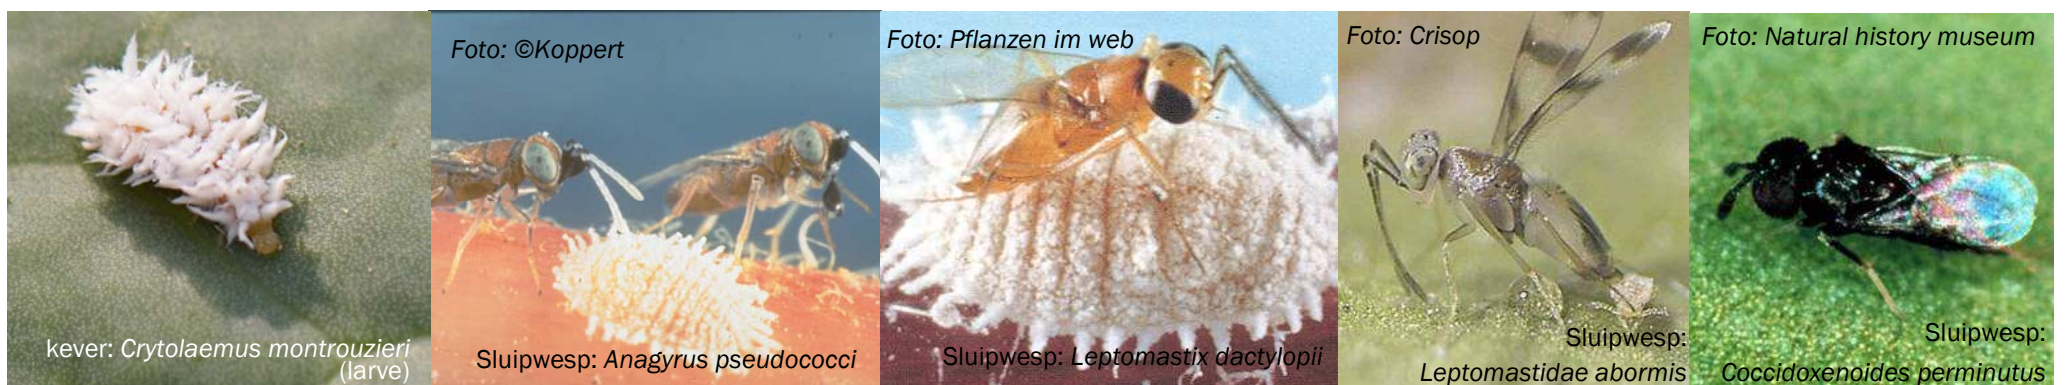 kever: Crytolaemus montrouzieri
(larve)
Foto: ©Koppert
Sluipwesp: Anagyrus pseudococci
Foto: Pflanzen im web
Sluipwesp: Leptomastix dactylopii
Foto: Crisop
Sluipwesp:
Leptomastidae abormis
Foto: Natural history museum
Sluipwesp:
Coccidoxenoides perminutus